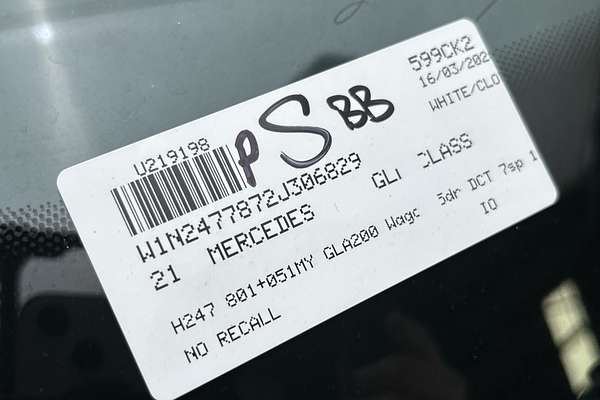 599CK2
16/03/202
WHITE/CLO
U219198
PS BB
W1N2477872J306829
21 MERCEDES GLA CLASS
H247 801+051MY GLA200 Wagc 5dr DCT 7sp 1
NO RECALL IO